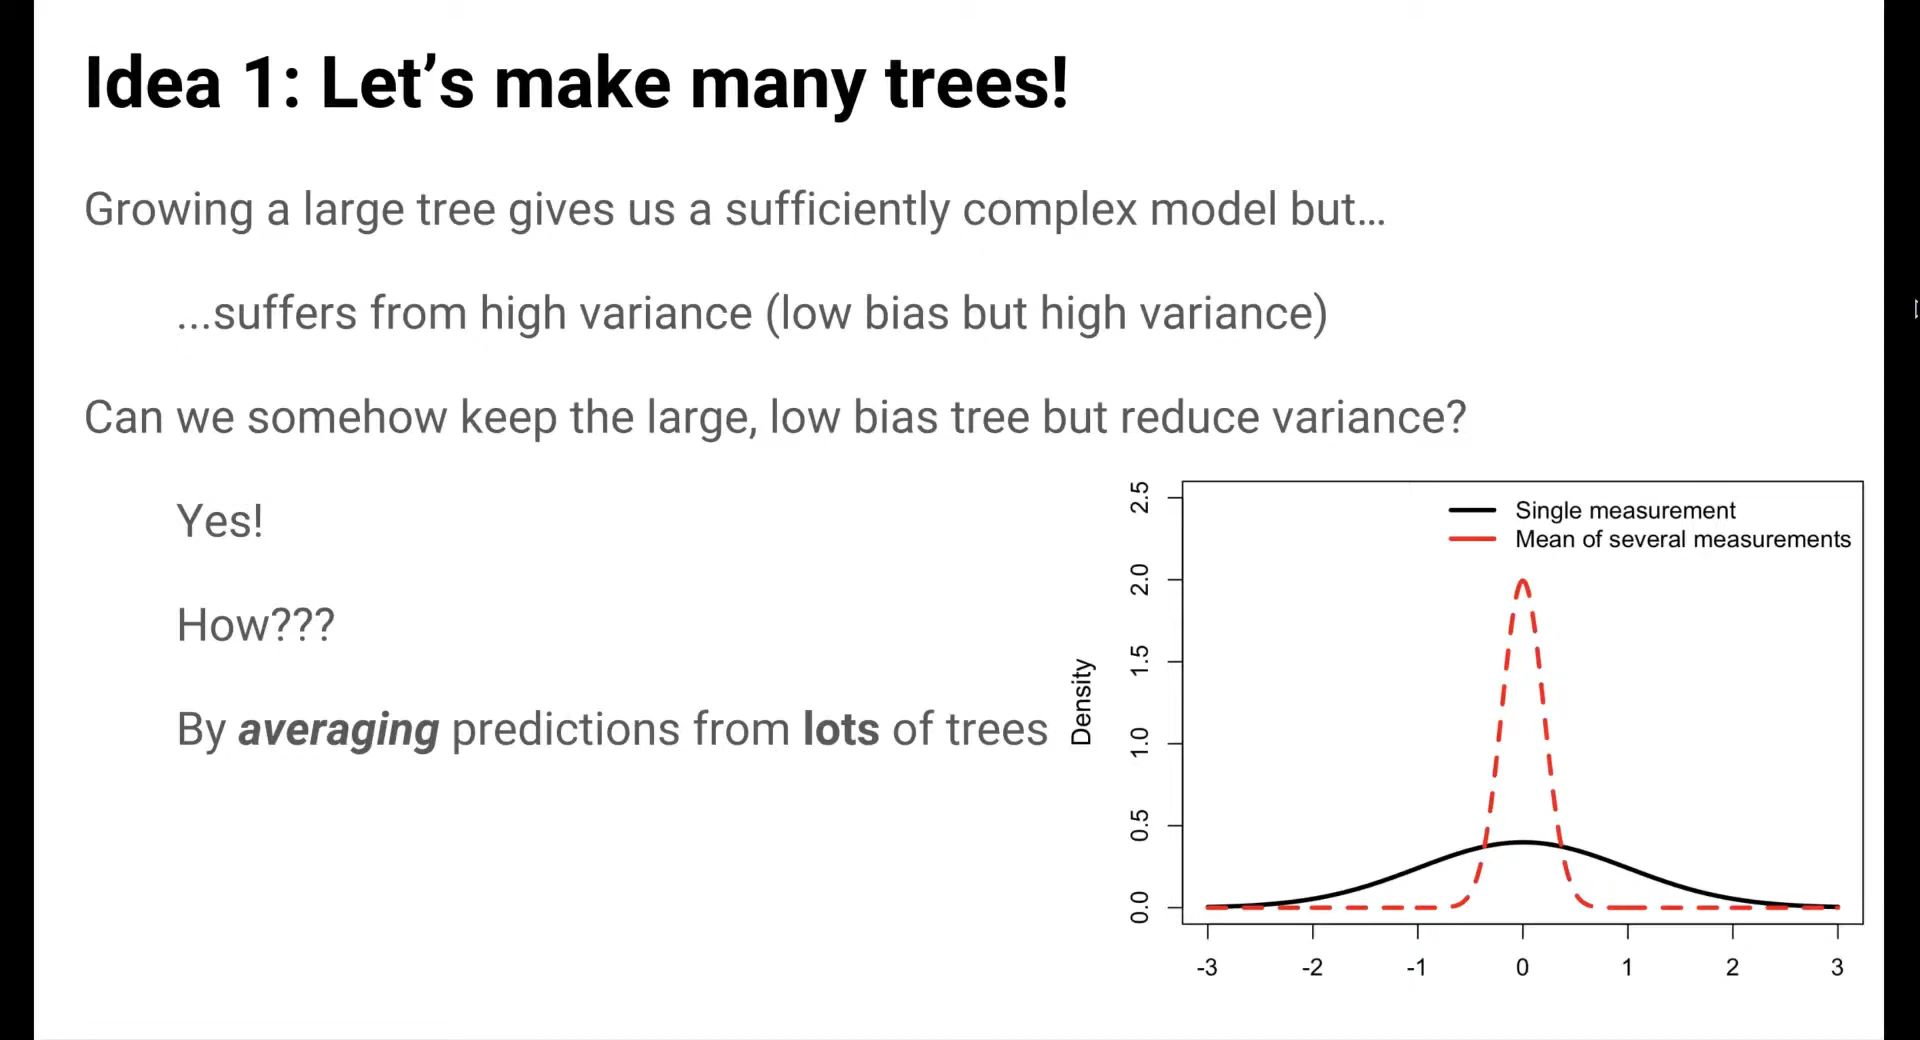 Idea 1: Let’s make many trees!
Growing a large tree gives us a sufficiently complex model but…
...suffers from high variance (low bias but high variance)
Can we somehow keep the large, low bias tree but reduce variance?
Yes!
How???
By averaging predictions from lots of trees
Single measurement
Mean of several measurements
Density
2.5
2.0
1.5
1.0
0.5
0.0
-3 -2 -1 0 1 2 3